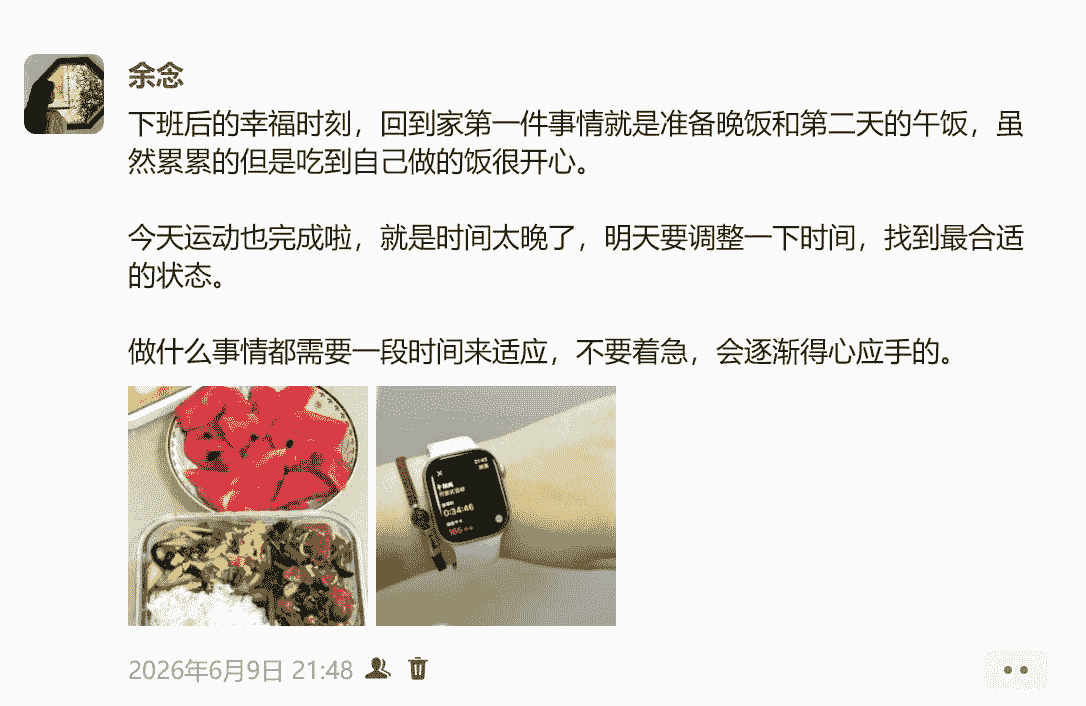 余念
下班后的幸福时刻，回到家第一件事情就是准备晚饭和第二天的午饭，虽
然累累的但是吃到自己做的饭很开心。
今天运动也完成啦，就是时间太晚了，明天要调整一下时间，找到最合适
的状态。
做什么事情都需要一段时间来适应，不要着急，会逐渐得心应手的。
0:34:46
2026年6月9日 21:48